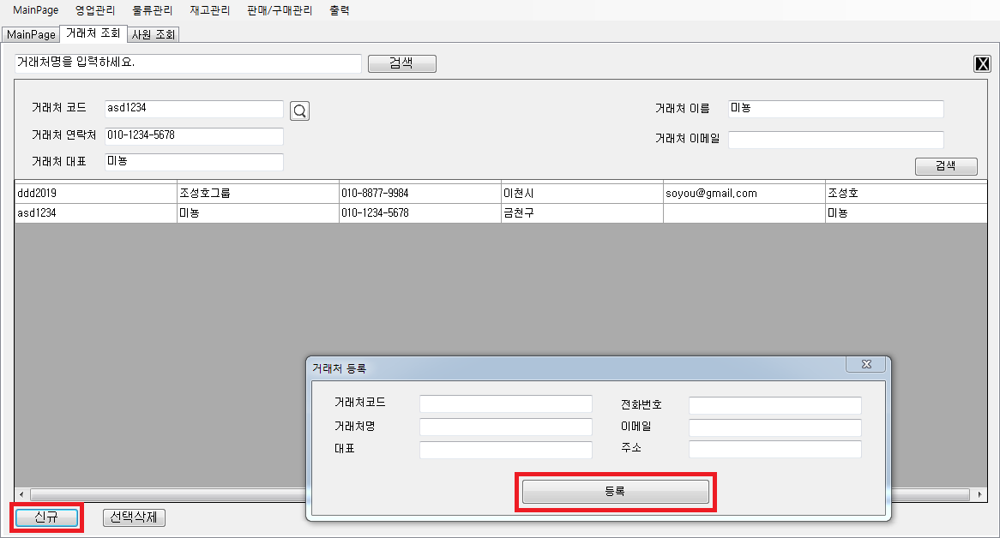 MainPage 영업관리 물류관리 재고관리 판매/구매관리 출력
MainPage 거래처 조회 사원 조회
거래처명을 입력하세요. 검색 X
거래처 코드 asd1234 거래처 이름 미뇽
거래처 연락처 010-1234-5678 거래처 이메일
거래처 대표 미뇽
검색
ddd2019 조성호그룹 010-8877-9984 이천시 soyou@gmail.com 조성호
asd1234 미뇽 010-1234-5678 금천구 미뇽
거래처 등록
거래처코드 전화번호
거래처명 이메일
대표 주소
등록
신규 선택삭제